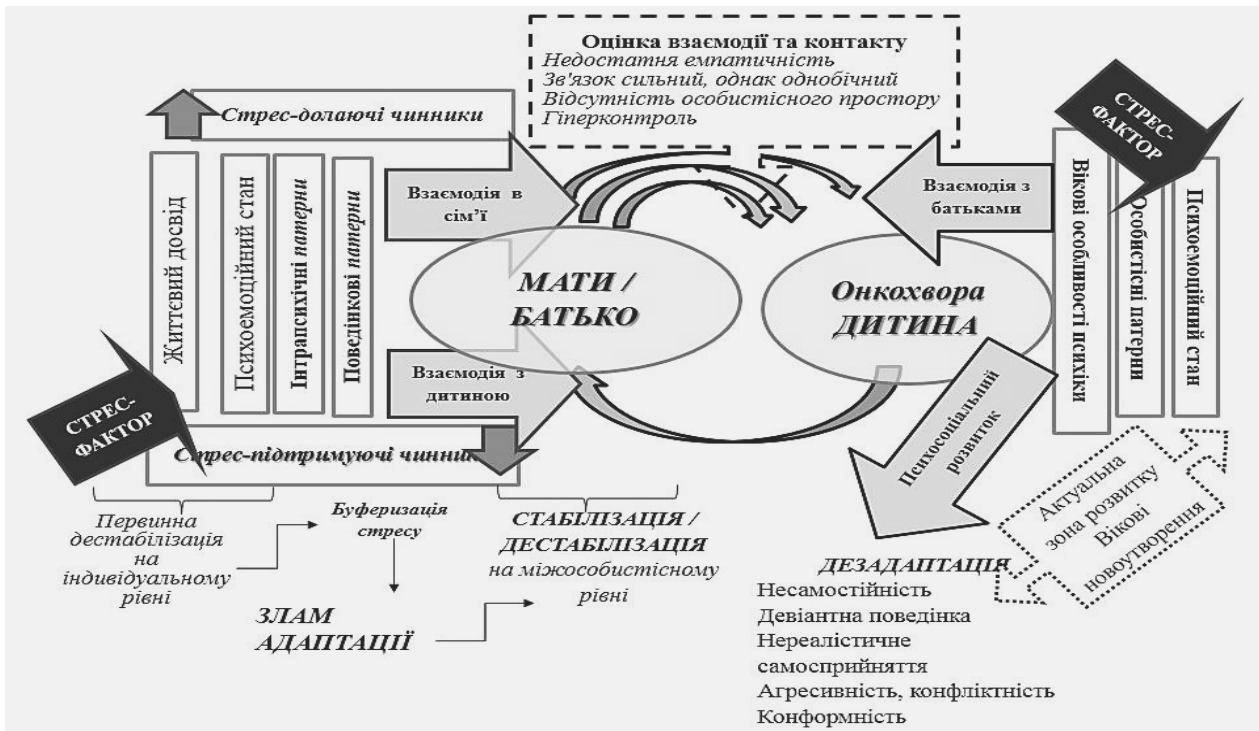 Оцінка взаємодії та контакту
Недостатня емпатичність
Зв'язок сильний, однак однобічний
Відсутність особистісного простору
Гіперконтроль
Стрес-долаючі чинники
СТРЕС-
ФАКТОР
Життєвий досвід
Психоемоційний стан
Інтрапсихічні патерни
Поведінкові патерни
Взаємодія в
сім’ї
Взаємодія з
батьками
Вікові особливості психіки
Особистісні патерни
Психоемоційний стан
МАТИ /
БАТЬКО
Онкохвора
ДИТИНА
Взаємодія з
дитиною
СТРЕС-
ФАКТОР
Стрес-підтримуючі чинники
Психосоціальний
розвиток
Актуальна
зона розвитку
Вікові
новоутворення
Первинна
дестабілізація
на
індивідуальному
рівні
Буферизація
стресу
СТАБІЛІЗАЦІЯ /
ДЕСТАБІЛІЗАЦІЯ
на міжособистісному
рівні
ЗЛАМ
АДАПТАЦІЇ
ДЕЗАДАПТАЦІЯ
Несамостійність
Девіантна поведінка
Нереалістичне
самосприйняття
Агресивність, конфліктність
Конформність